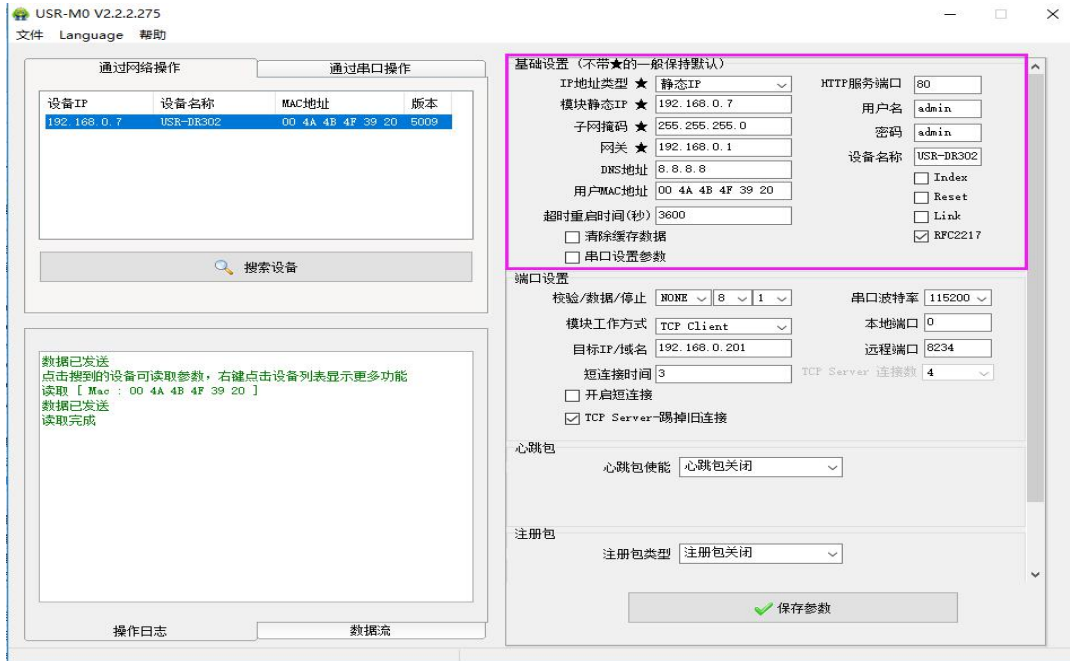 USR-M0 V2.2.2.275
文件 Language 帮助
通过网络操作 通过串口操作
设备IP 设备名称 MAC地址 版本
192.168.0.7 USR-DR302 00 4A 4B 4F 39 20 5009
搜索设备
数据已发送
点击搜到的设备可读取参数，右键点击设备列表显示更多功能
读取 [ Mac : 00 4A 4B 4F 39 20 ]
数据已发送
读取完成
操作日志 数据流
基础设置（不带★的一般保持默认）
IP地址类型 ★ 静态IP
模块静态IP ★ 192.168.0.7
子网掩码 ★ 255.255.255.0
网关 ★ 192.168.0.1
DNS地址 8.8.8.8
用户MAC地址 00 4A 4B 4F 39 20
超时重启时间(秒) 3600
清除缓存数据
串口设置参数
HTTP服务端口 80
用户名 admin
密码 admin
设备名称 USR-DR302
Index
Reset
Link
RFC2217
端口设置
校验/数据/停止 NONE 8 1
串口波特率 115200
模块工作方式 TCP Client
本地端口 0
目标IP/域名 192.168.0.201
远程端口 8234
短连接时间 3
TCP Server 连接数 4
开启短连接
TCP Server-踢掉旧连接
心跳包
心跳包使能 心跳包关闭
注册包
注册包类型 注册包关闭
保存参数